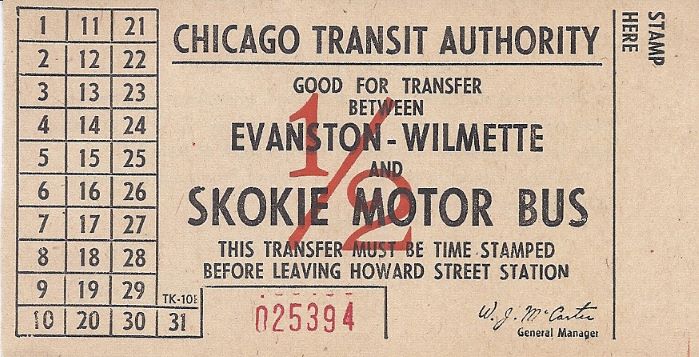 1 11 21
2 12 22
3 13 23
4 14 24
5 15 25
6 16 26
7 17 27
8 18 28
9 19 29
10 20 30 31
TK-108
CHICAGO TRANSIT AUTHORITY
GOOD FOR TRANSFER
BETWEEN
EVANSTON-WILMETTE
AND
SKOKIE MOTOR BUS
1/2
THIS TRANSFER MUST BE TIME STAMPED
BEFORE LEAVING HOWARD STREET STATION
025394
W. J. McCarter
General Manager
STAMP
HERE